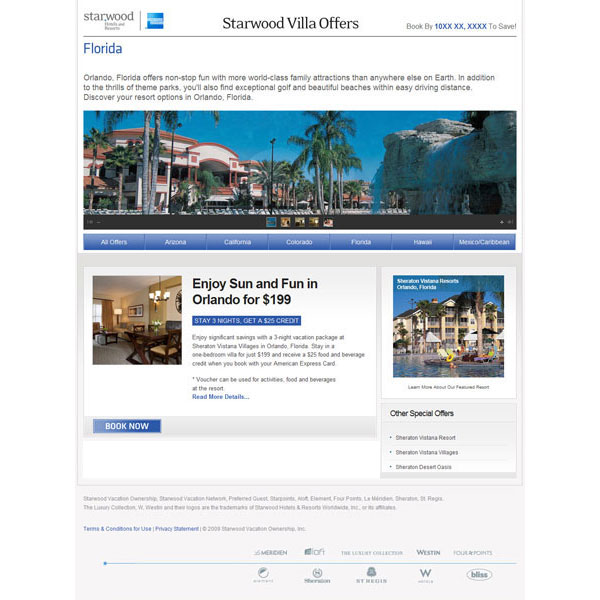 starwood
Hotels and
Resorts
Starwood Villa Offers
Book By 10XX XX, XXXX To Save!
Florida
Orlando, Florida offers non-stop fun with more world-class family attractions than anywhere else on Earth. In addition
to the thrills of theme parks, you'll also find exceptional golf and beautiful beaches within easy driving distance.
Discover your resort options in Orlando, Florida.
All Offers
Arizona
California
Colorado
Florida
Hawaii
Mexico/Caribbean
Enjoy Sun and Fun in
Orlando for $199
STAY 3 NIGHTS, GET A $25 CREDIT
Enjoy significant savings with a 3-night vacation package at
Sheraton Vistana Villages in Orlando, Florida. Stay in a
one-bedroom villa for just $199 and receive a $25 food and beverage
credit when you book with your American Express Card.
* Voucher can be used for activities, food and beverages
at the resort.
More Details...
BOOK NOW
Sheraton Vistana Resorts
Orlando, Florida
Learn More About Our Featured Resort
Other Special Offers
• Sheraton Vistana Resort
• Sheraton Vistana Villages
• Sheraton Desert Oasis
Starwood Vacation Ownership, Starwood Vacation Network, Preferred Guest, Starpoints, Aloft, Element, Four Points, Le Méridien, Sheraton, St. Regis,
The Luxury Collection, W, Westin and their logos are the trademarks of Starwood Hotels & Resorts Worldwide, Inc., or its affiliates.
Terms & Conditions for Use | Privacy Statement | © 2009 Starwood Vacation Ownership, Inc.
LE MERIDIEN
aloft
THE LUXURY COLLECTION
WESTIN
FOUR POINTS
element
Sheraton
ST REGIS
W
HOTELS
bliss